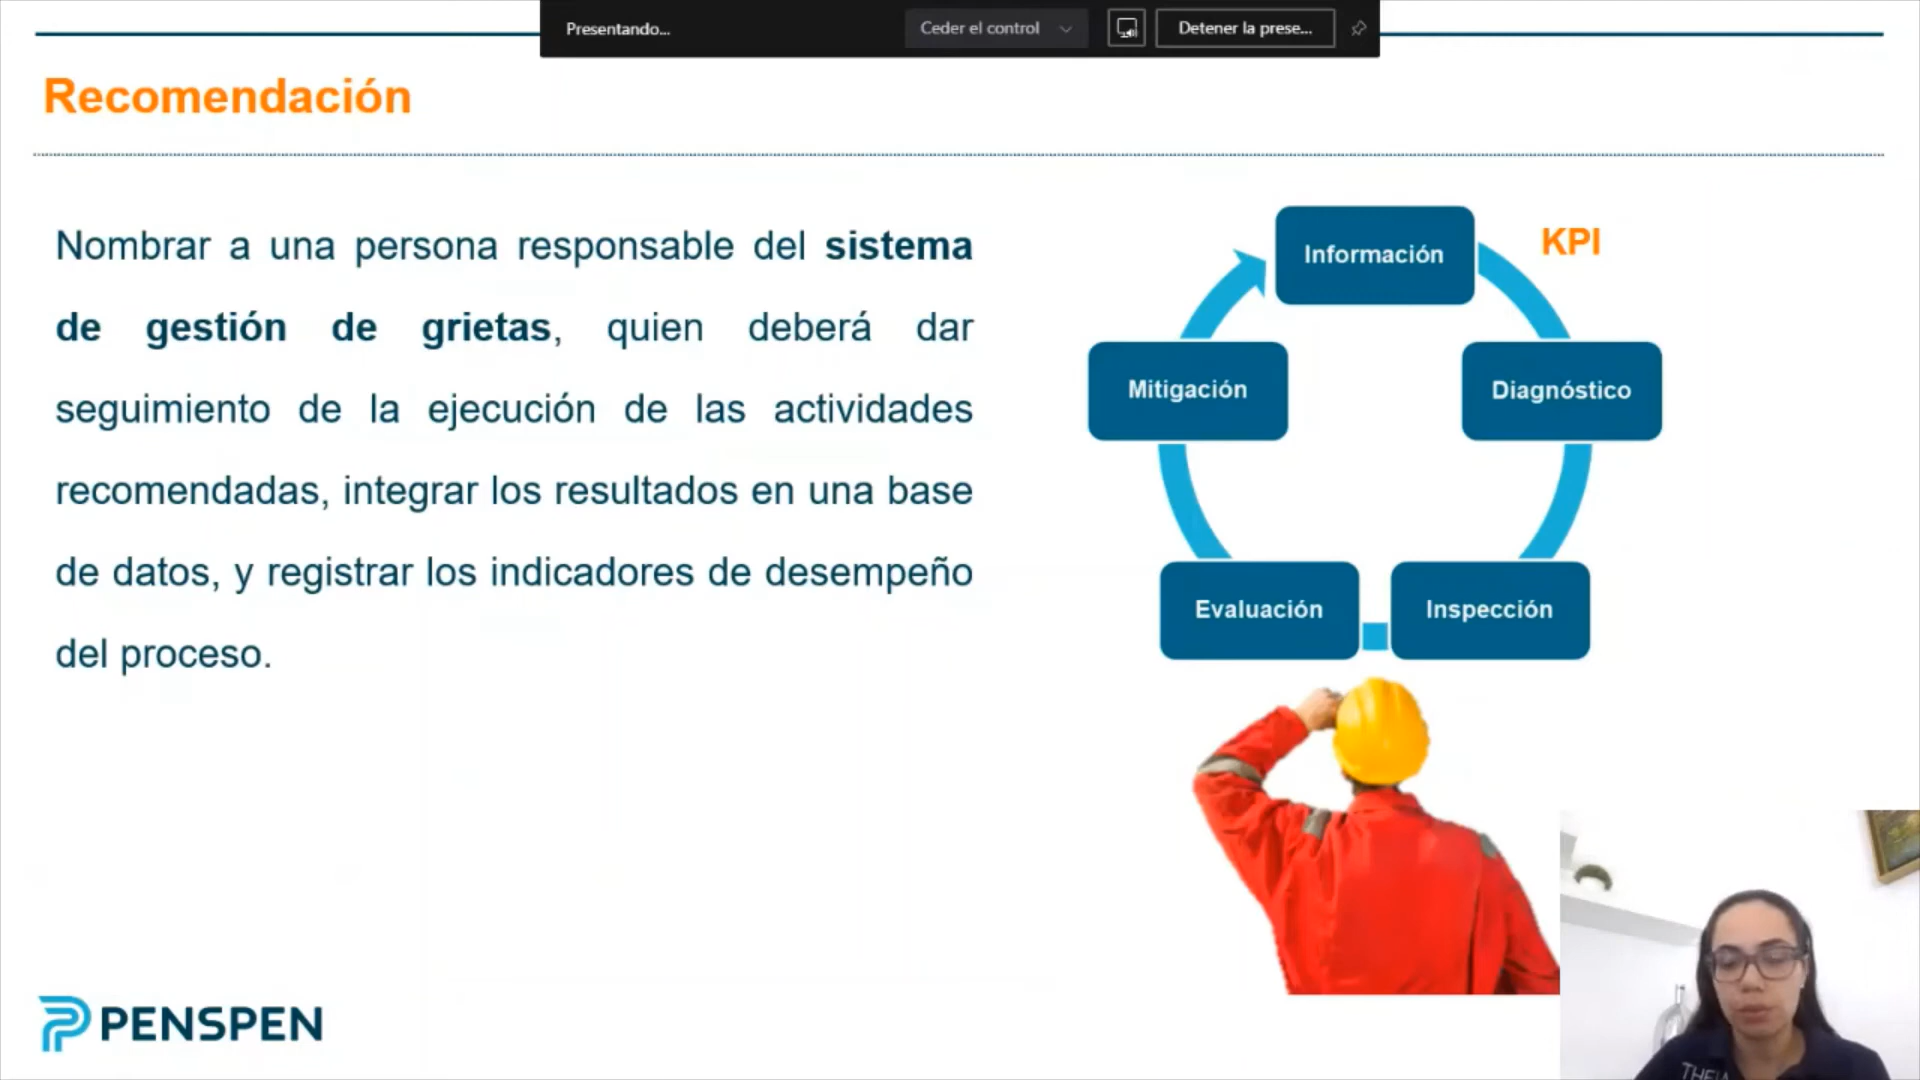 Presentando...
Ceder el control
Detener la prese...
Recomendación
Nombrar a una persona responsable del sistema
de gestión de grietas, quien deberá dar
seguimiento de la ejecución de las actividades
recomendadas, integrar los resultados en una base
de datos, y registrar los indicadores de desempeño
del proceso.
Información
KPI
Mitigación
Diagnóstico
Evaluación
Inspección
PENSPEN